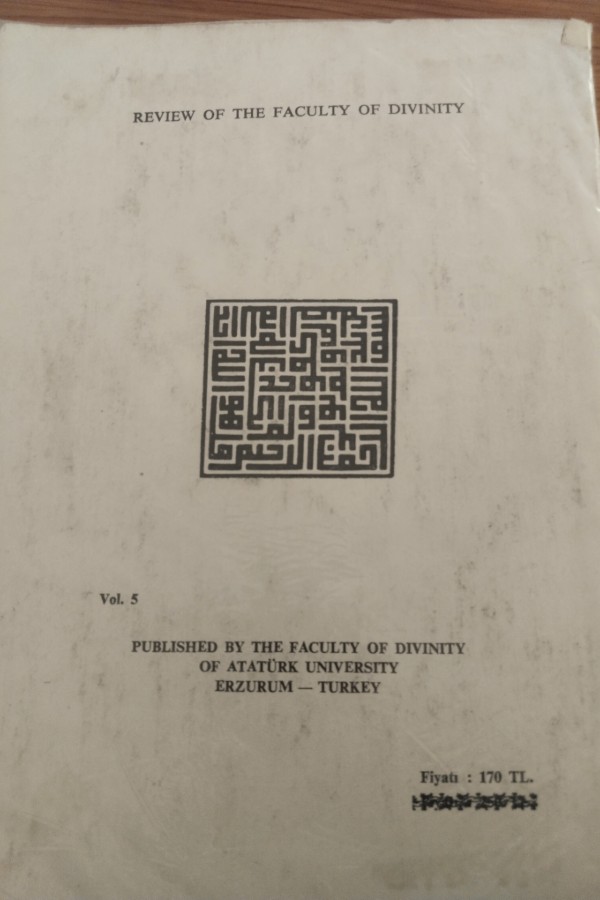 REVIEW OF THE FACULTY OF DIVINITY
Vol. 5
PUBLISHED BY THE FACULTY OF DIVINITY
OF ATATÜRK UNIVERSITY
ERZURUM — TURKEY
Fiyatı : 170 TL.